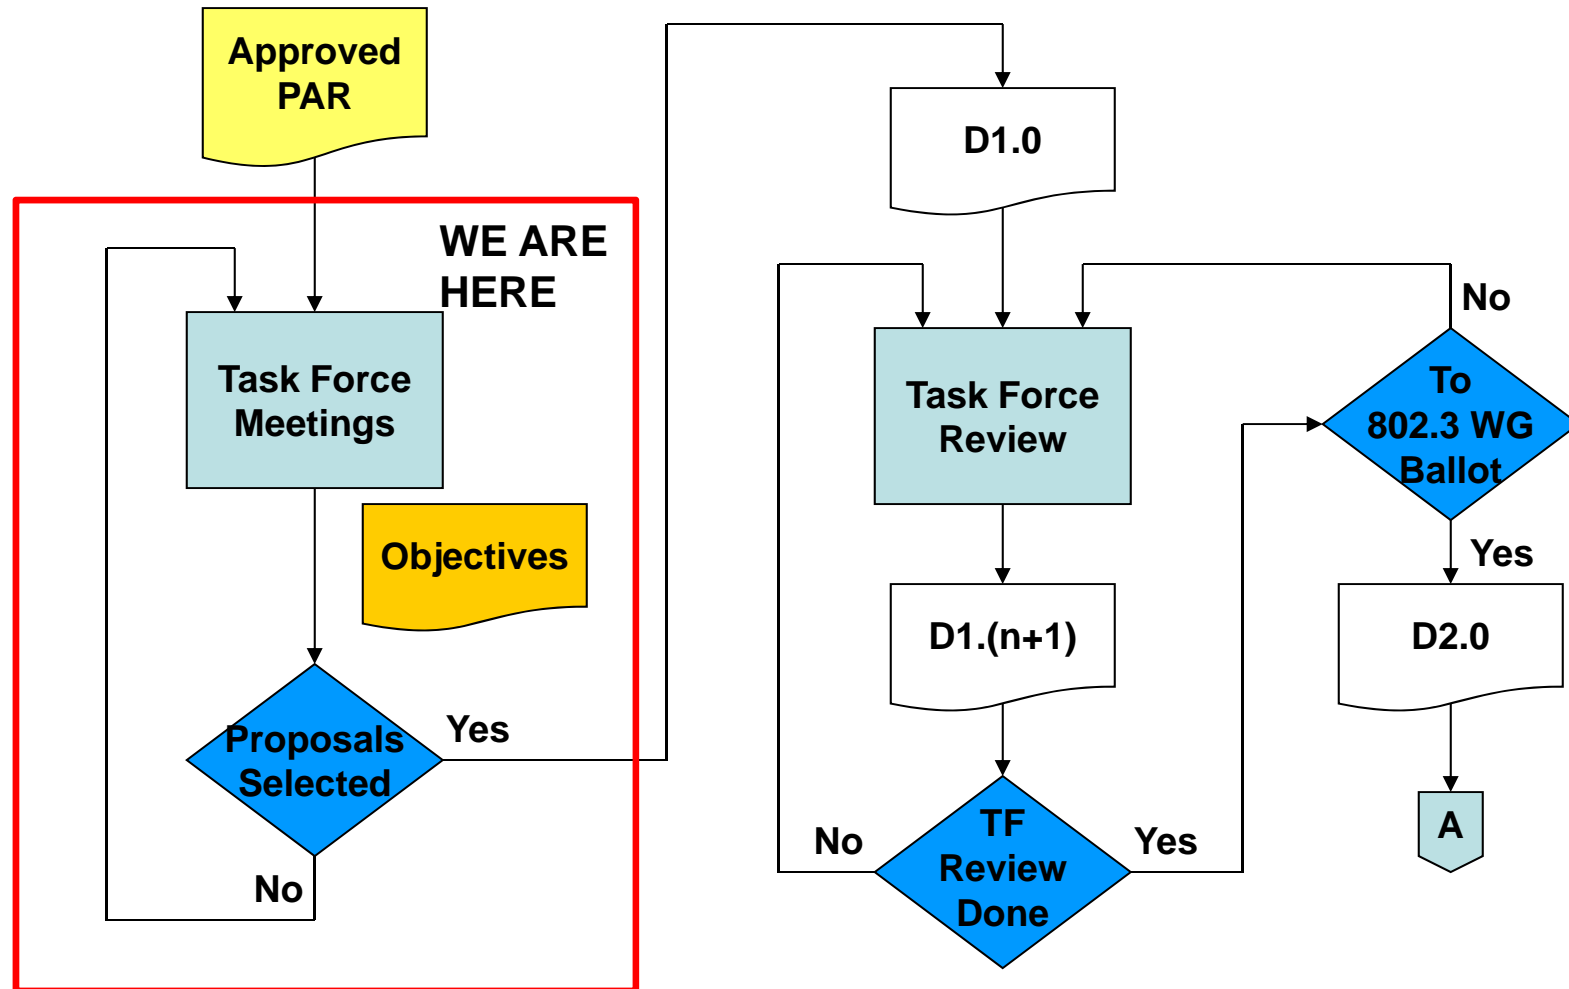 Approved
PAR
WE ARE
HERE
Task Force
Meetings
Objectives
Proposals
Selected
Yes
No
D1.0
Task Force
Review
D1.(n+1)
TF
Review
Done
No
Yes
To
802.3 WG
Ballot
No
Yes
D2.0
A